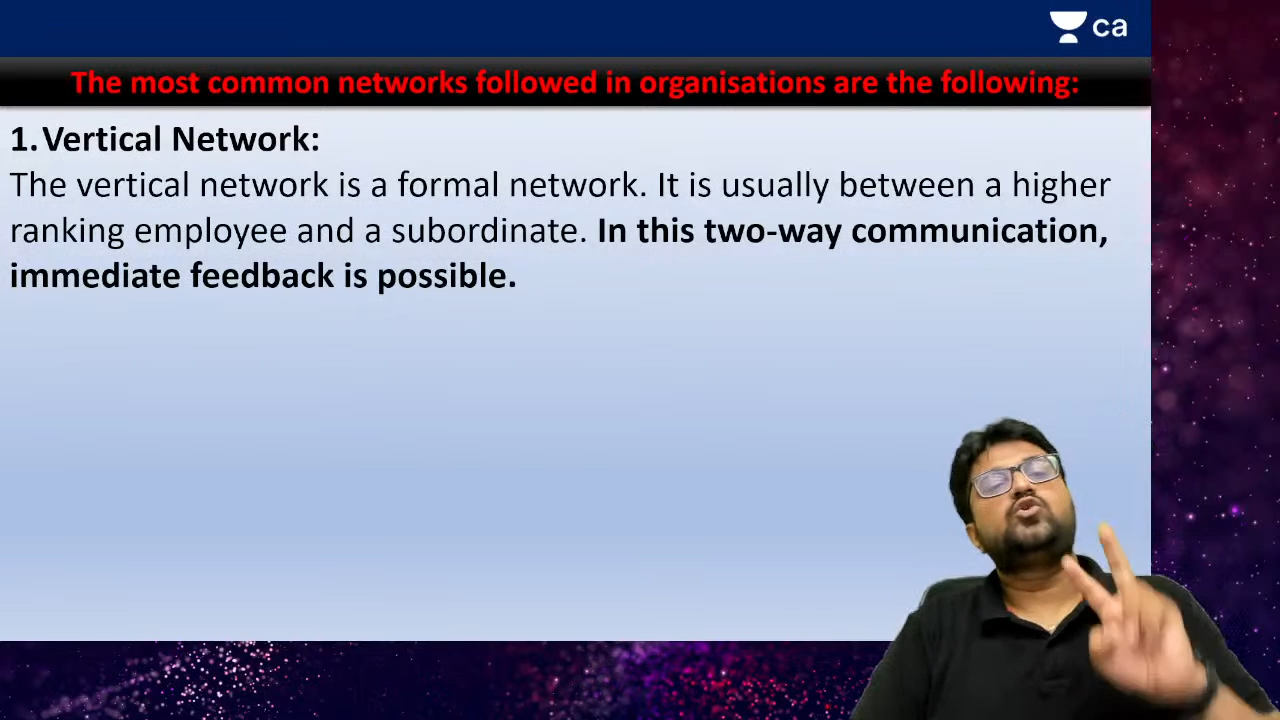 ca
The most common networks followed in organisations are the following:
1. Vertical Network:
The vertical network is a formal network. It is usually between a higher
ranking employee and a subordinate. In this two-way communication,
immediate feedback is possible.